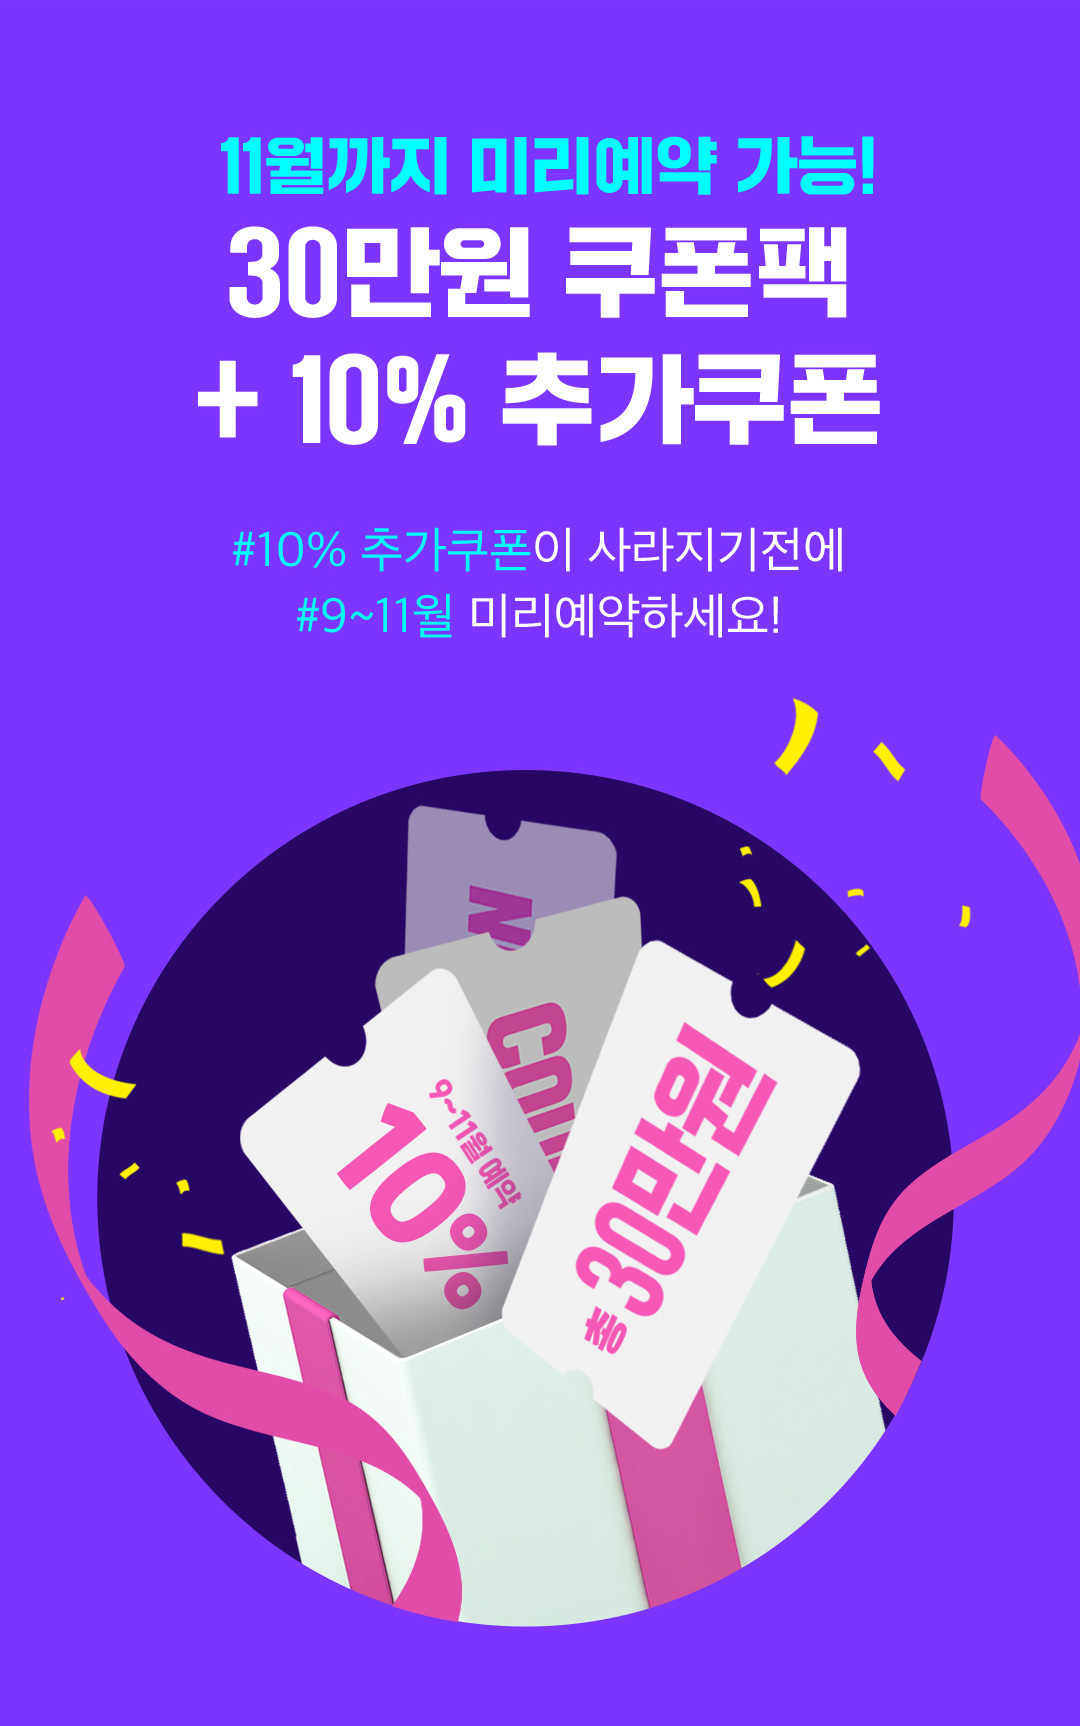 11월까지 미리예약 가능!
30만원 쿠폰팩
+ 10% 추가쿠폰
#10% 추가쿠폰이 사라지기전에
#9~11월 미리예약하세요!
9~11월 예약
10%
총 30만원